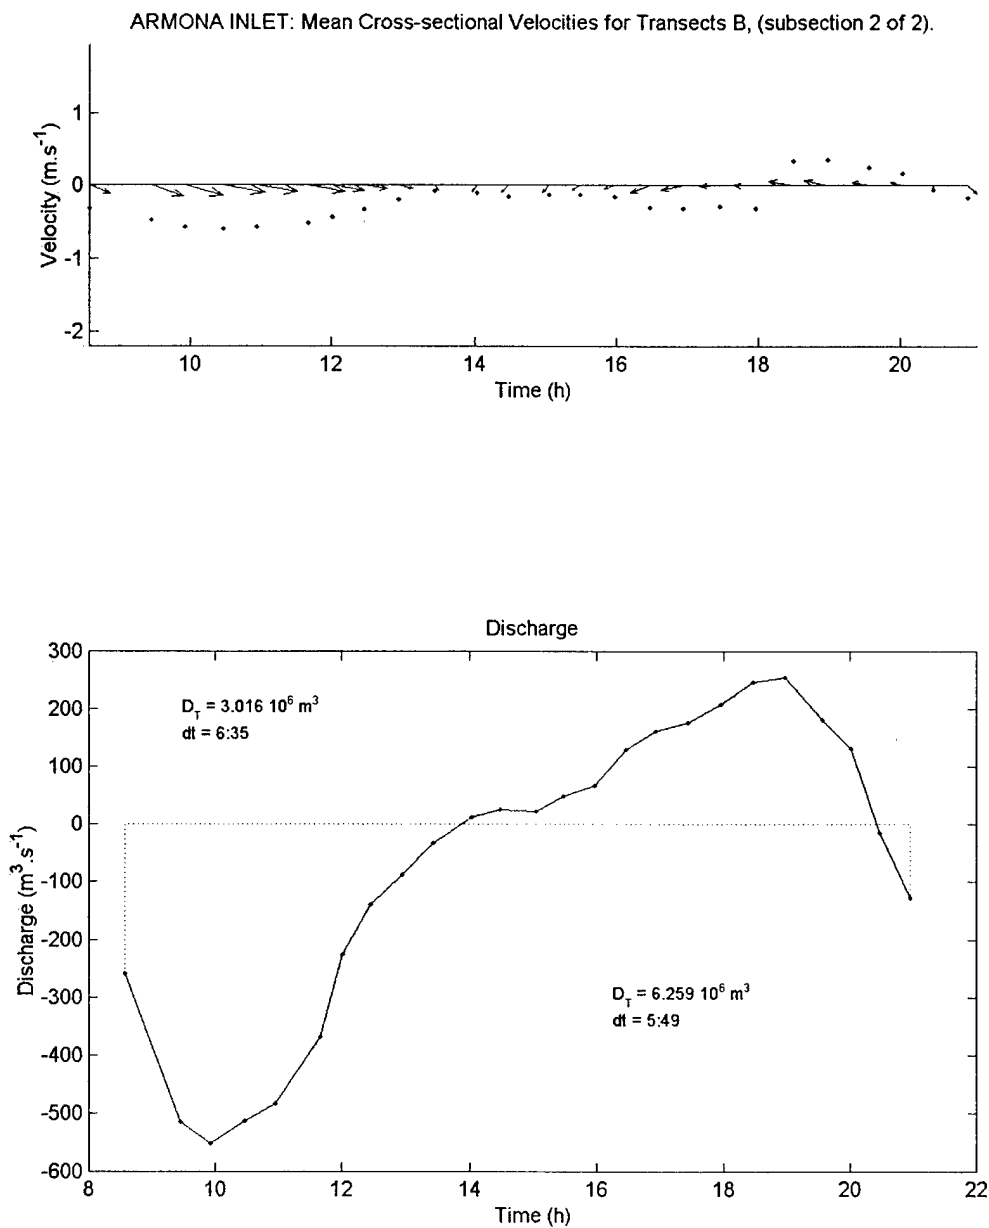 ARMONA INLET: Mean Cross-sectional Velocities for Transects B, (subsection 2 of 2).
Velocity (m.s⁻¹)
1
0
-1
-2
10 12 14 16 18 20
Time (h)
Discharge
Discharge (m³.s⁻¹)
300
200
100
0
-100
-200
-300
-400
-500
-600
D_T = 3.016 10⁶ m³
dt = 6:35
D_T = 6.259 10⁶ m³
dt = 5:49
8 10 12 14 16 18 20 22
Time (h)